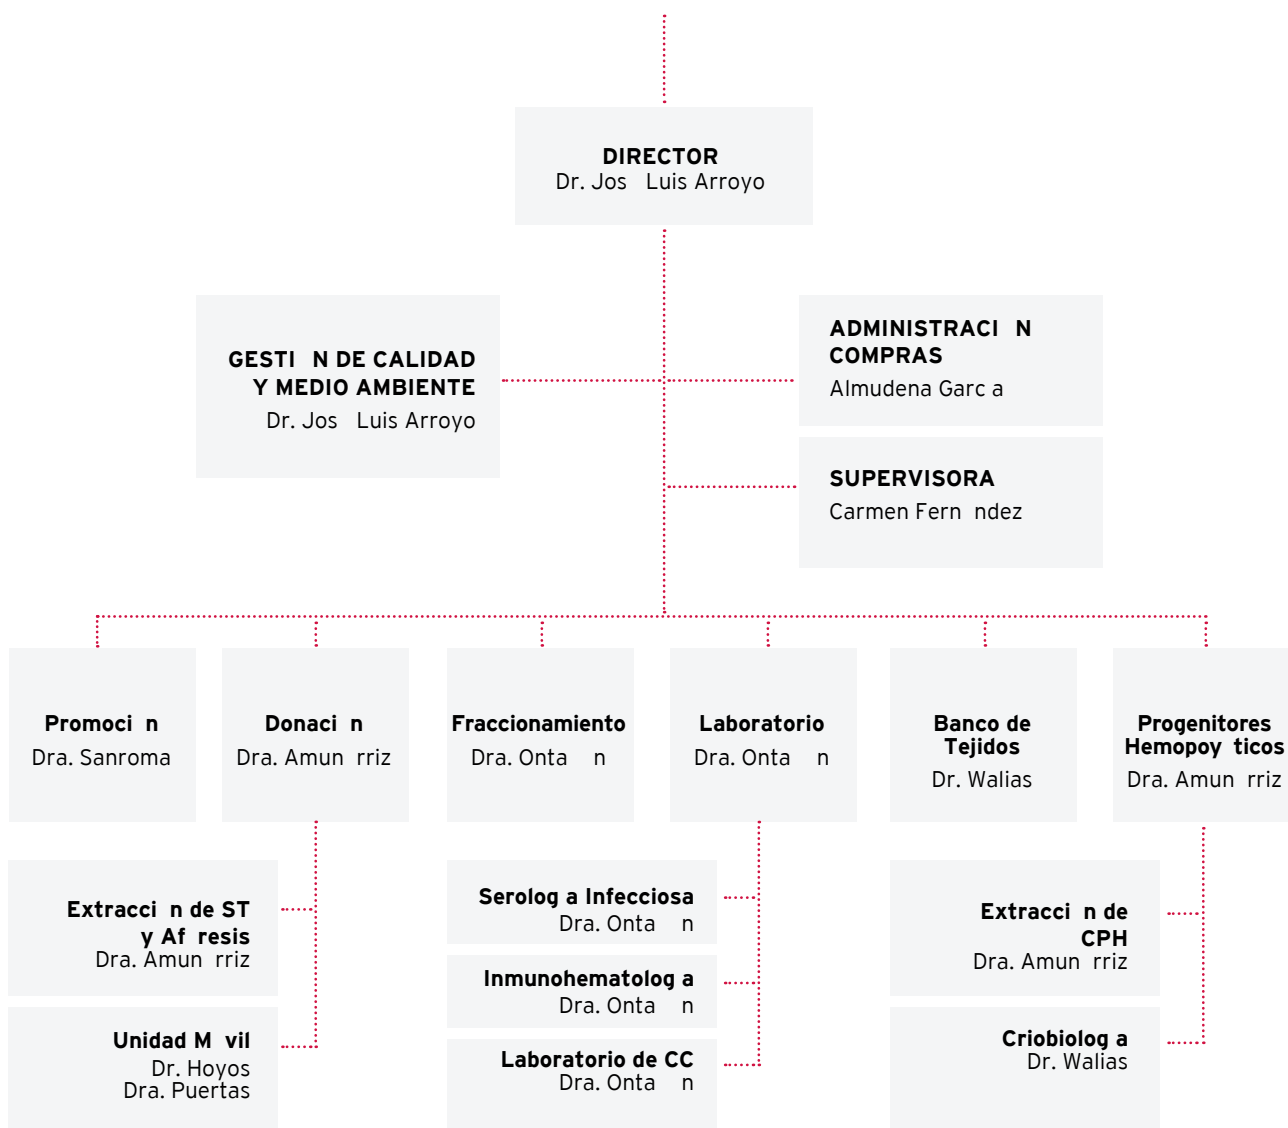 DIRECTOR
Dr. Jos Luis Arroyo
GESTI N DE CALIDAD
Y MEDIO AMBIENTE
Dr. Jos Luis Arroyo
ADMINISTRACI N
COMPRAS
Almudena Garc a
SUPERVISORA
Carmen Fern ndez
Promoci n
Dra. Sanroma
Donaci n
Dra. Amun rriz
Fraccionamiento
Dra. Onta n
Laboratorio
Dra. Onta n
Banco de
Tejidos
Dr. Walias
Progenitores
Hemopoy ticos
Dra. Amun rriz
Extracci n de ST
y Af resis
Dra. Amun rriz
Unidad M vil
Dr. Hoyos
Dra. Puertas
Serolog a Infecciosa
Dra. Onta n
Inmunohematolog a
Dra. Onta n
Laboratorio de CC
Dra. Onta n
Extracci n de
CPH
Dra. Amun rriz
Criobiolog a
Dr. Walias